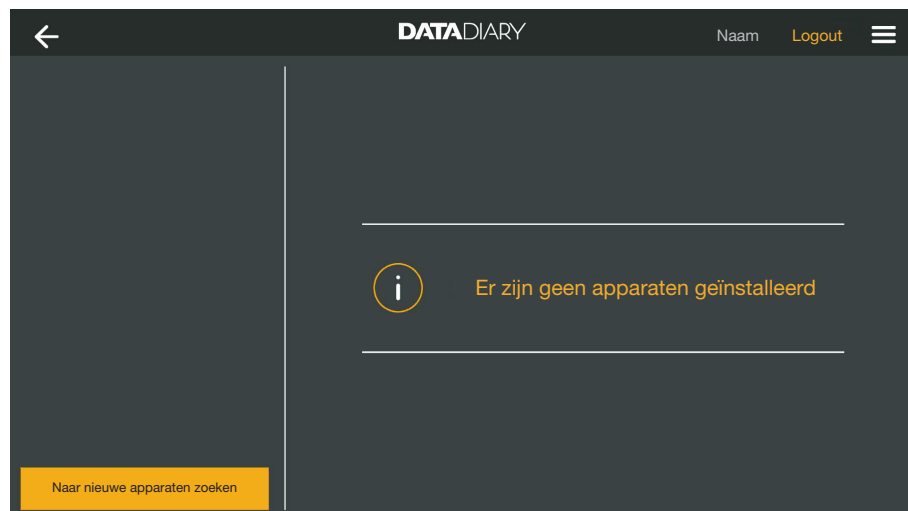 DATADIARY
Naam
Logout
i
Er zijn geen apparaten geïnstalleerd
Naar nieuwe apparaten zoeken